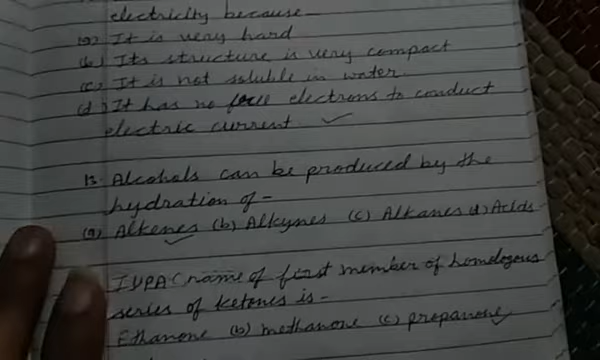 electricity because—
(a) It is very hard
(b) Its structure is very compact
(c) It is not soluble in water.
(d) It has no free electrons to conduct
electric current ✓
13. Alcohols can be produced by the
hydration of—
(a) Alkenes (b) Alkynes (c) Alkanes d) Acids
IUPAC name of first member of homologous
series of ketones is—
Ethanone (b) methanone (c) propanone